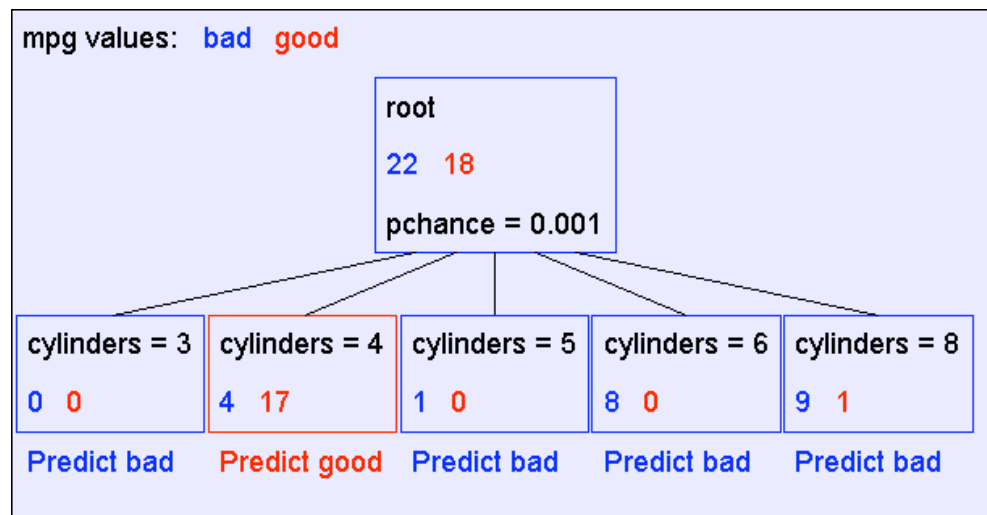 mpg values: bad good
root
22 18
pchance = 0.001
cylinders = 3 cylinders = 4 cylinders = 5 cylinders = 6 cylinders = 8
0 0 4 17 1 0 8 0 9 1
Predict bad Predict good Predict bad Predict bad Predict bad